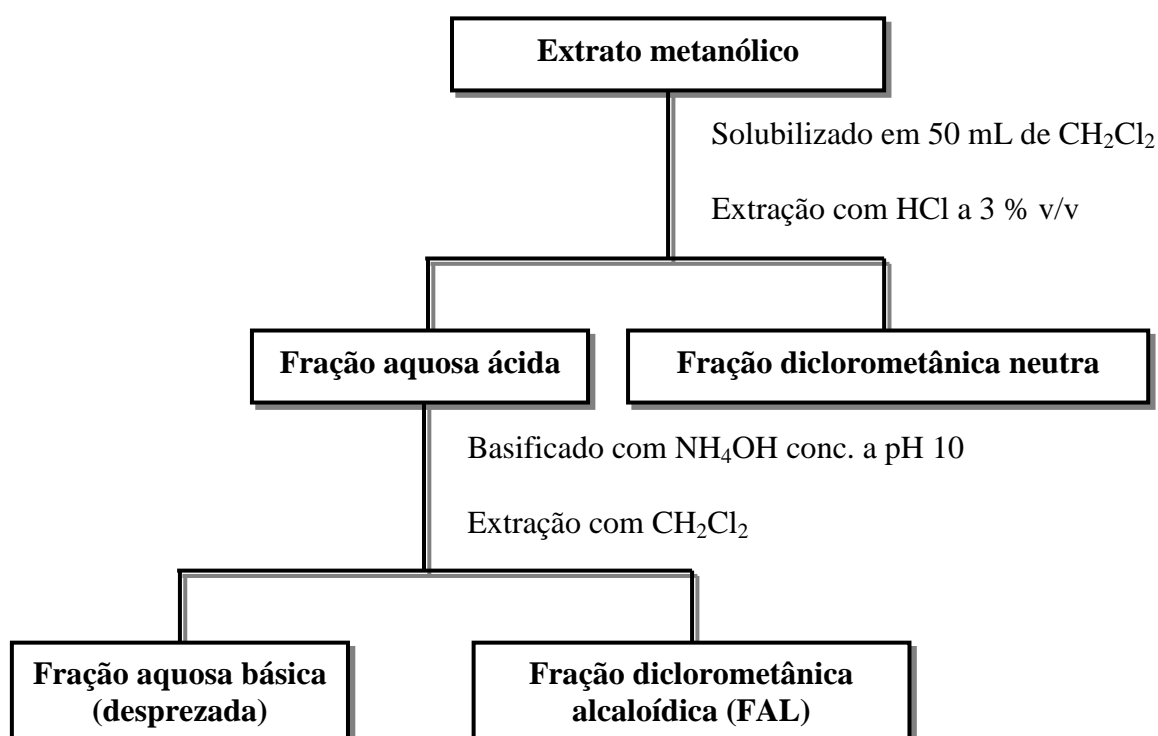 Extrato metanólico
Solubilizado em 50 mL de CH₂Cl₂
Extração com HCl a 3 % v/v
Fração aquosa ácida
Fração diclorometânica neutra
Basificado com NH₄OH conc. a pH 10
Extração com CH₂Cl₂
Fração aquosa básica
(desprezada)
Fração diclorometânica
alcaloídica (FAL)